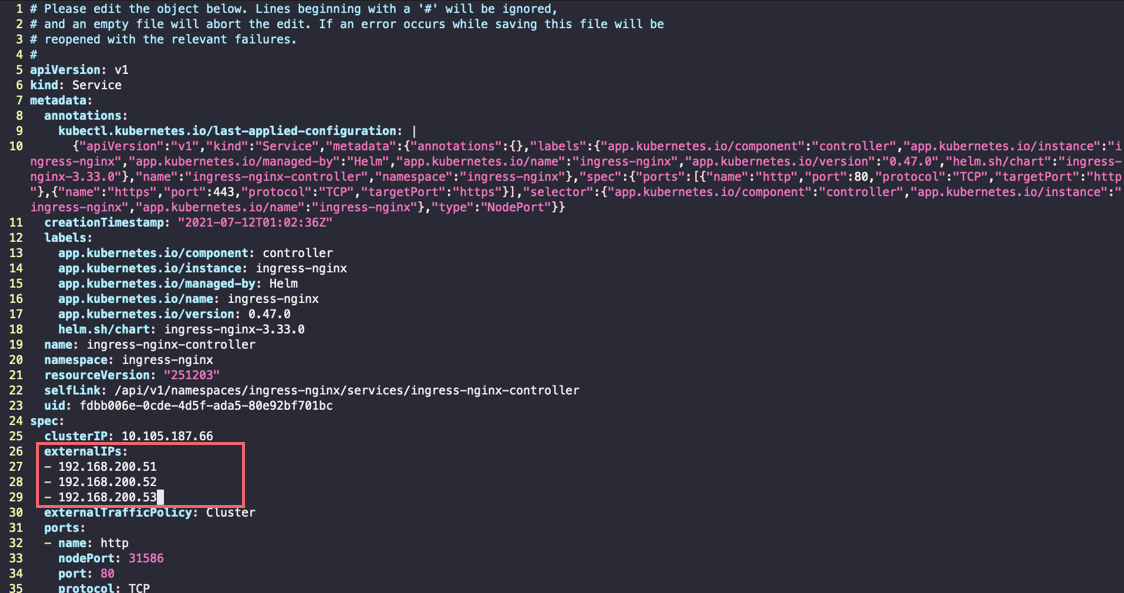 1 # Please edit the object below. Lines beginning with a '#' will be ignored,
2 # and an empty file will abort the edit. If an error occurs while saving this file will be
3 # reopened with the relevant failures.
4 #
5 apiVersion: v1
6 kind: Service
7 metadata:
8   annotations:
9     kubectl.kubernetes.io/last-applied-configuration: |
10       {"apiVersion":"v1","kind":"Service","metadata":{"annotations":{},"labels":{"app.kubernetes.io/component":"controller","app.kubernetes.io/instance":"i
ngress-nginx","app.kubernetes.io/managed-by":"Helm","app.kubernetes.io/name":"ingress-nginx","app.kubernetes.io/version":"0.47.0","helm.sh/chart":"ingress-
nginx-3.33.0"},"name":"ingress-nginx-controller","namespace":"ingress-nginx"},"spec":{"ports":[{"name":"http","port":80,"protocol":"TCP","targetPort":"http
"},{"name":"https","port":443,"protocol":"TCP","targetPort":"https"}],"selector":{"app.kubernetes.io/component":"controller","app.kubernetes.io/instance":"
ingress-nginx","app.kubernetes.io/name":"ingress-nginx"},"type":"NodePort"}}
11   creationTimestamp: "2021-07-12T01:02:36Z"
12   labels:
13     app.kubernetes.io/component: controller
14     app.kubernetes.io/instance: ingress-nginx
15     app.kubernetes.io/managed-by: Helm
16     app.kubernetes.io/name: ingress-nginx
17     app.kubernetes.io/version: 0.47.0
18     helm.sh/chart: ingress-nginx-3.33.0
19   name: ingress-nginx-controller
20   namespace: ingress-nginx
21   resourceVersion: "251203"
22   selfLink: /api/v1/namespaces/ingress-nginx/services/ingress-nginx-controller
23   uid: fdbb006e-0cde-4d5f-ada5-80e92bf701bc
24 spec:
25   clusterIP: 10.105.187.66
26   externalIPs:
27   - 192.168.200.51
28   - 192.168.200.52
29   - 192.168.200.53
30   externalTrafficPolicy: Cluster
31   ports:
32   - name: http
33     nodePort: 31586
34     port: 80
35     protocol: TCP